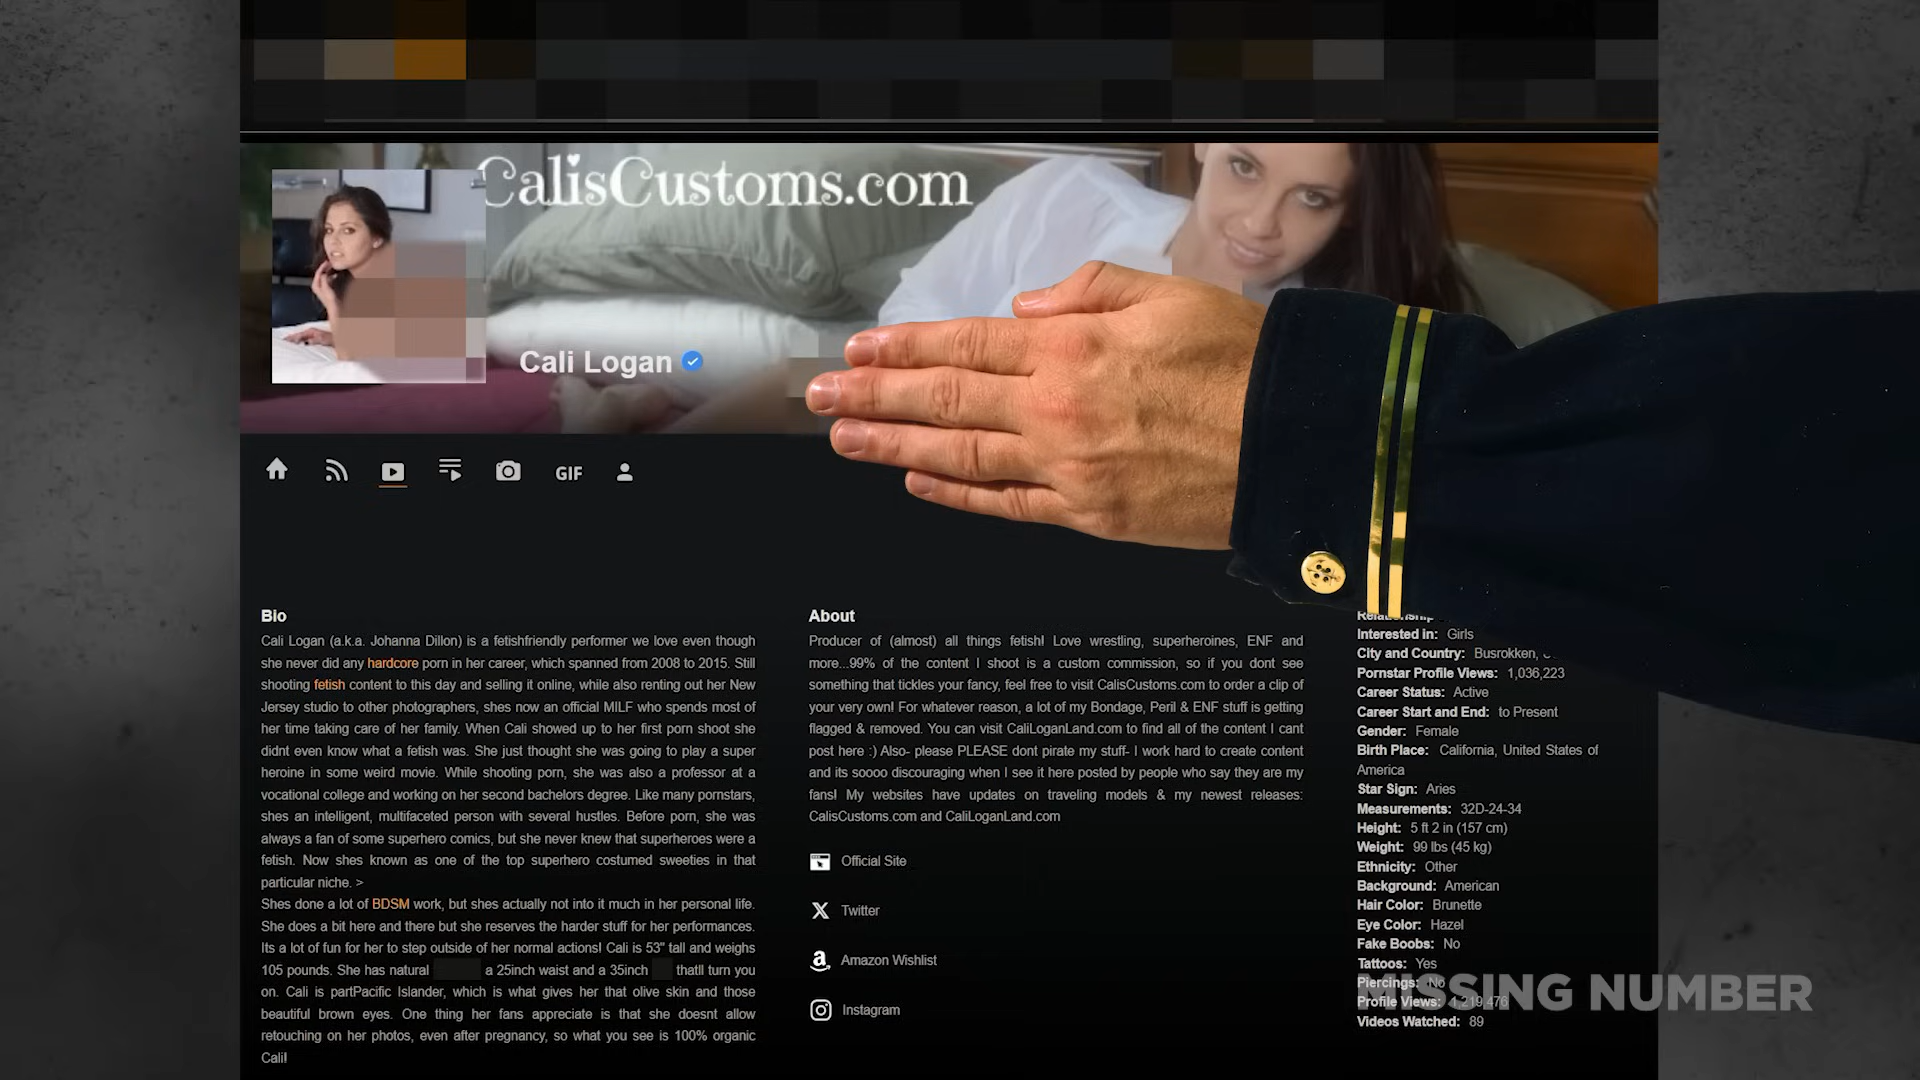 CalisCustoms.com
Cali Logan
GIF
Bio
Cali Logan (a.k.a. Johanna Dillon) is a fetishfriendly performer we love even though
she never did any hardcore porn in her career, which spanned from 2008 to 2015. Still
shooting fetish content to this day and selling it online, while also renting out her New
Jersey studio to other photographers, shes now an official MILF who spends most of
her time taking care of her family. When Cali showed up to her first porn shoot she
didnt even know what a fetish was. She just thought she was going to play a super
heroine in some weird movie. While shooting porn, she was also a professor at a
vocational college and working on her second bachelors degree. Like many pornstars,
shes an intelligent, multifaceted person with several hustles. Before porn, she was
always a fan of some superhero comics, but she never knew that superheroes were a
fetish. Now shes known as one of the top superhero costumed sweeties in that
particular niche. >
Shes done a lot of BDSM work, but shes actually not into it much in her personal life.
She does a bit here and there but she reserves the harder stuff for her performances.
Its a lot of fun for her to step outside of her normal actions! Cali is 53" tall and weighs
105 pounds. She has natural a 25inch waist and a 35inch thatll turn you
on. Cali is partPacific Islander, which is what gives her that olive skin and those
beautiful brown eyes. One thing her fans appreciate is that she doesnt allow
retouching on her photos, even after pregnancy, so what you see is 100% organic
Cali!
About
Producer of (almost) all things fetish! Love wrestling, superheroines, ENF and
more...99% of the content I shoot is a custom commission, so if you dont see
something that tickles your fancy, feel free to visit CalisCustoms.com to order a clip of
your very own! For whatever reason, a lot of my Bondage, Peril & ENF stuff is getting
flagged & removed. You can visit CaliLoganLand.com to find all of the content I cant
post here :) Also- please PLEASE dont pirate my stuff- I work hard to create content
and its soooo discouraging when I see it here posted by people who say they are my
fans! My websites have updates on traveling models & my newest releases:
CalisCustoms.com and CaliLoganLand.com
Official Site
Twitter
Amazon Wishlist
Instagram
Relationship
Interested in: Girls
City and Country: Busrokken,
Pornstar Profile Views: 1,036,223
Career Status: Active
Career Start and End: to Present
Gender: Female
Birth Place: California, United States of
America
Star Sign: Aries
Measurements: 32D-24-34
Height: 5 ft 2 in (157 cm)
Weight: 99 lbs (45 kg)
Ethnicity: Other
Background: American
Hair Color: Brunette
Eye Color: Hazel
Fake Boobs: No
Tattoos: Yes
Piercings: No
Profile Views: 1,219,476
Videos Watched: 89
MISSING NUMBER